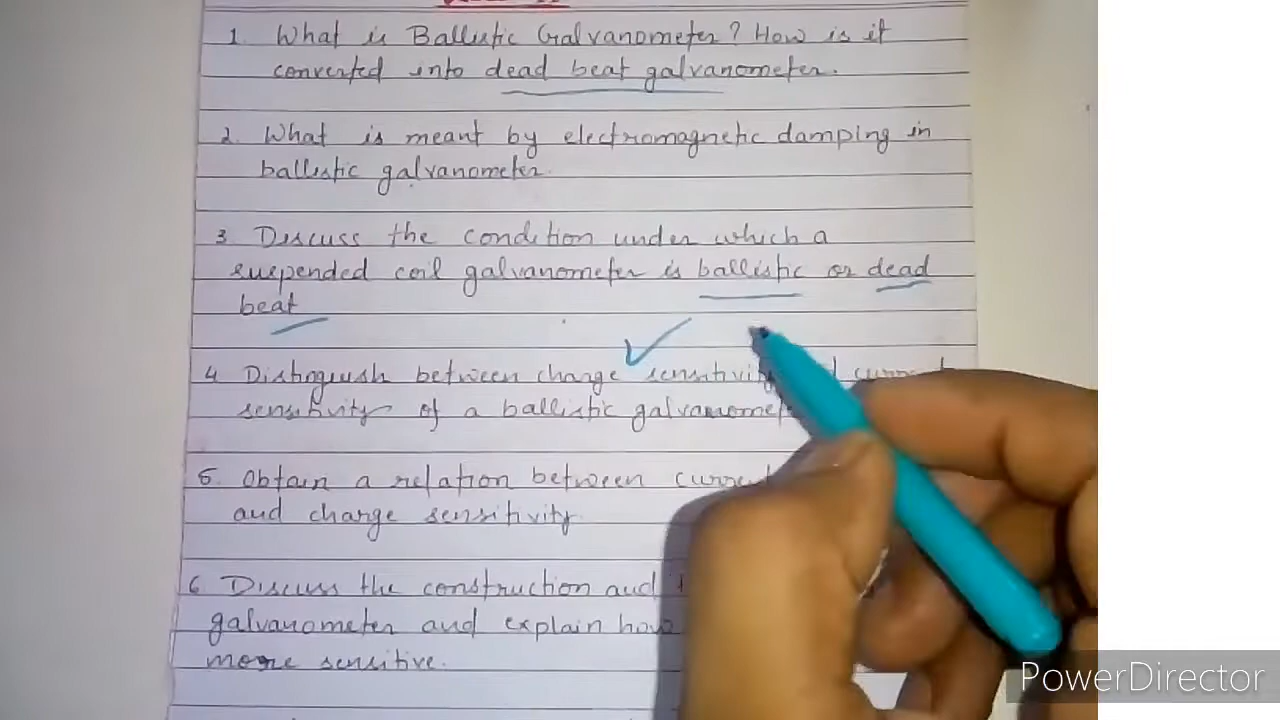 1. What is Ballistic Galvanometer? How is it
converted into dead beat galvanometer.
2. What is meant by electromagnetic damping in
ballistic galvanometer.
3 Discuss the condition under which a
suspended coil galvanometer is ballistic or dead
beat
4 Distinguish between charge sensitivity
sensitivity of a ballistic
5. Obtain a relation between
and charge sensitivity.
6 Discuss the construction and
galvanometer and explain how
more sensitive.
PowerDirector